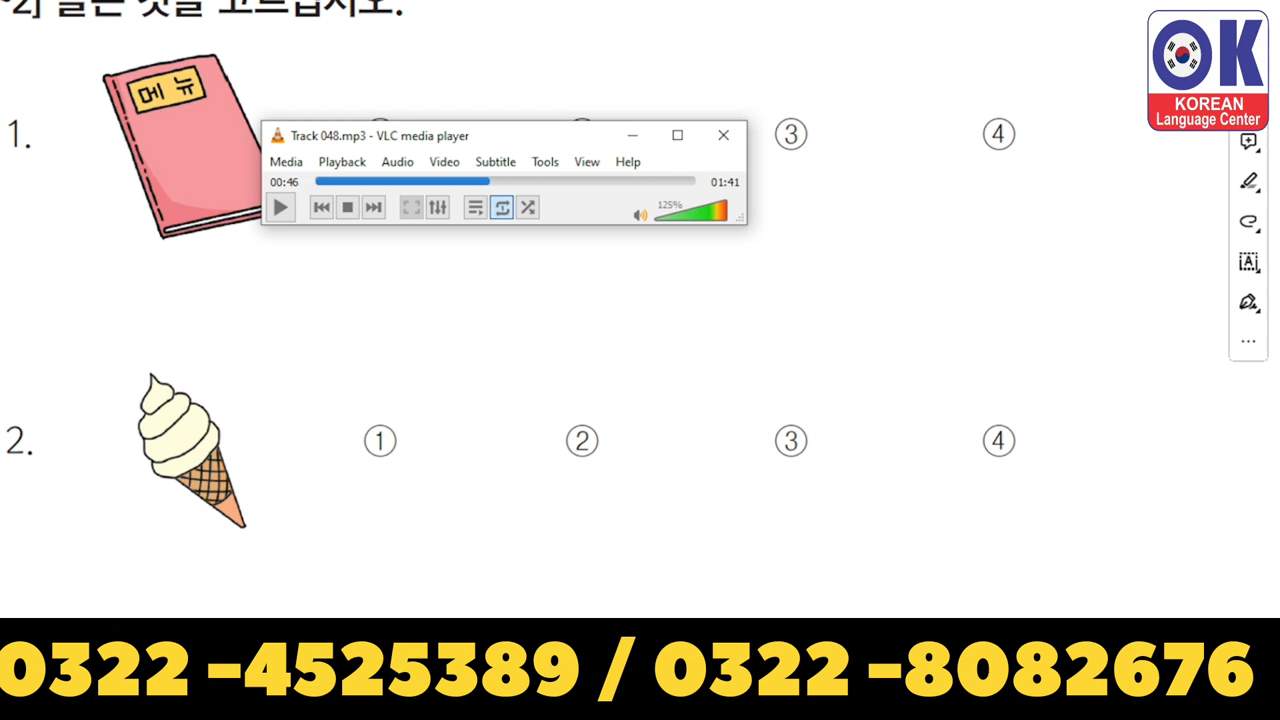 OK
KOREAN
Language Center
1.
메뉴
③
④
Track 048.mp3 - VLC media player
Media Playback Audio Video Subtitle Tools View Help
00:46
01:41
125%
2.
①
②
③
④
0322 -4525389 / 0322 -8082676